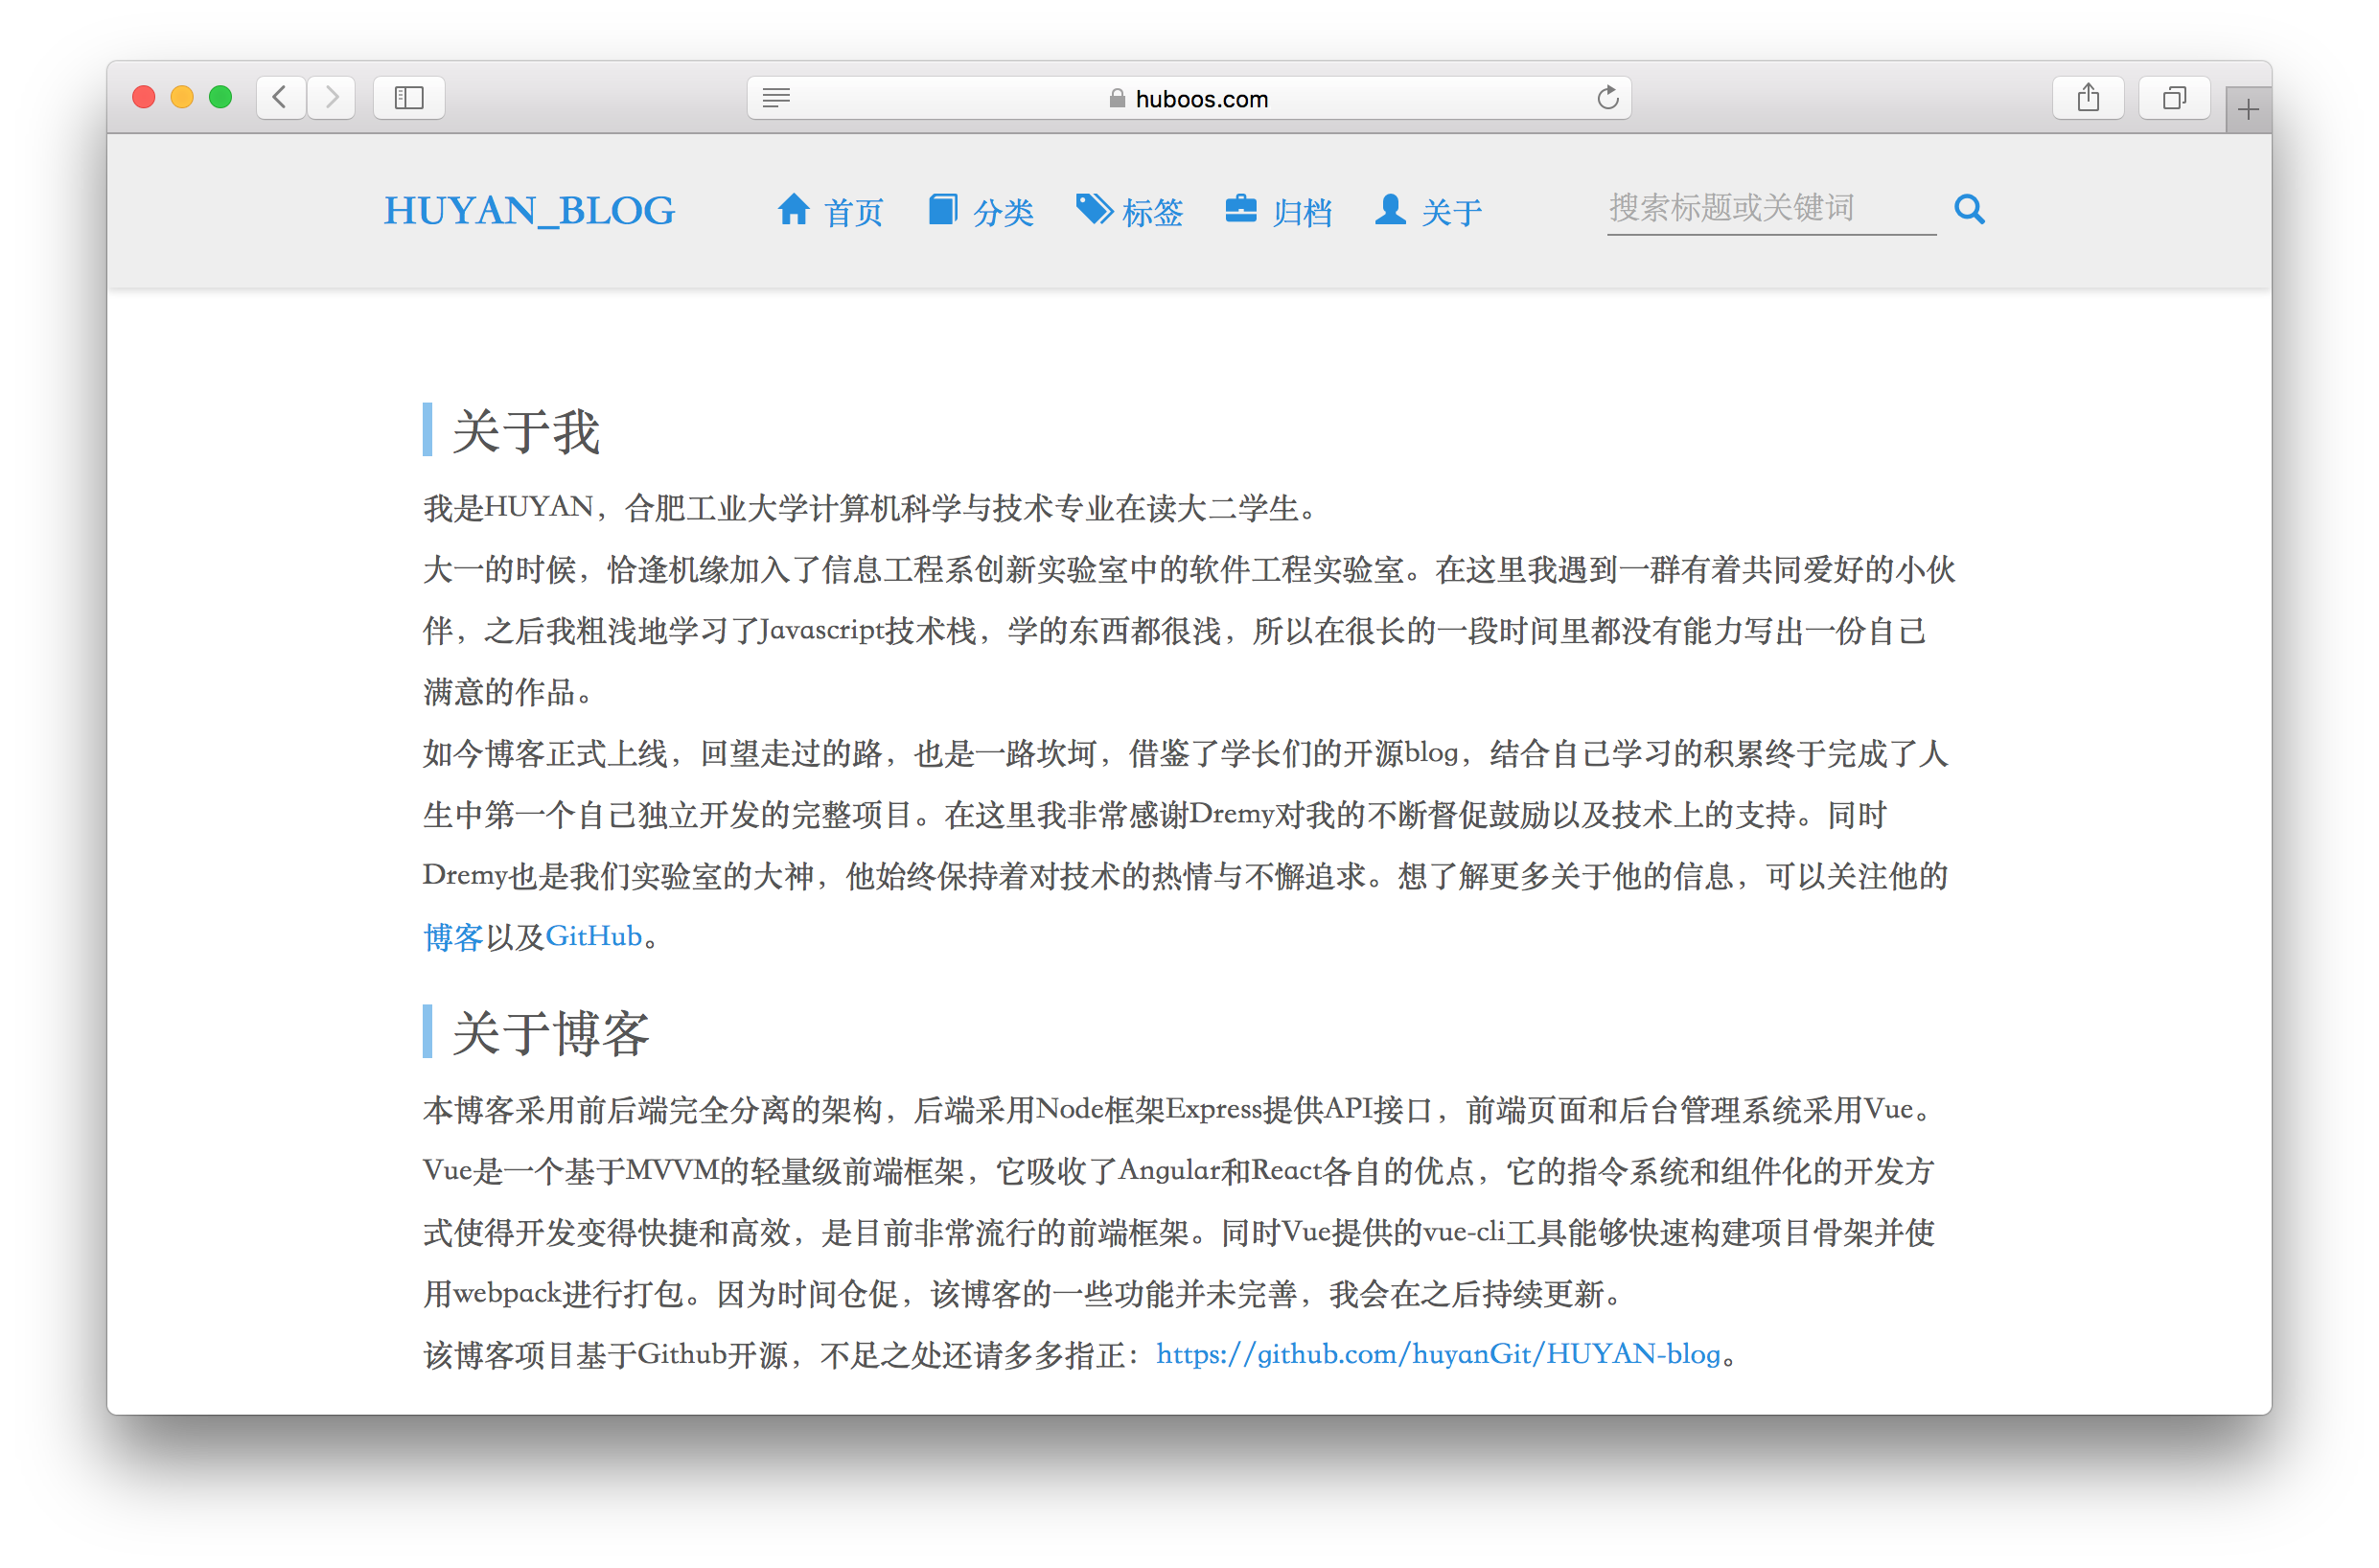 huboos.com
HUYAN_BLOG
首页
分类
标签
归档
关于
搜索标题或关键词
关于我
我是HUYAN，合肥工业大学计算机科学与技术专业在读大二学生。
大一的时候，恰逢机缘加入了信息工程系创新实验室中的软件工程实验室。在这里我遇到一群有着共同爱好的小伙
伴，之后我粗浅地学习了Javascript技术栈，学的东西都很浅，所以在很长的一段时间里都没有能力写出一份自己
满意的作品。
如今博客正式上线，回望走过的路，也是一路坎坷，借鉴了学长们的开源blog，结合自己学习的积累终于完成了人
生中第一个自己独立开发的完整项目。在这里我非常感谢Dremy对我的不断督促鼓励以及技术上的支持。同时
Dremy也是我们实验室的大神，他始终保持着对技术的热情与不懈追求。想了解更多关于他的信息，可以关注他的
博客以及GitHub。
关于博客
本博客采用前后端完全分离的架构，后端采用Node框架Express提供API接口，前端页面和后台管理系统采用Vue。
Vue是一个基于MVVM的轻量级前端框架，它吸收了Angular和React各自的优点，它的指令系统和组件化的开发方
式使得开发变得快捷和高效，是目前非常流行的前端框架。同时Vue提供的vue-cli工具能够快速构建项目骨架并使
用webpack进行打包。因为时间仓促，该博客的一些功能并未完善，我会在之后持续更新。
该博客项目基于Github开源，不足之处还请多多指正：https://github.com/huyanGit/HUYAN-blog。